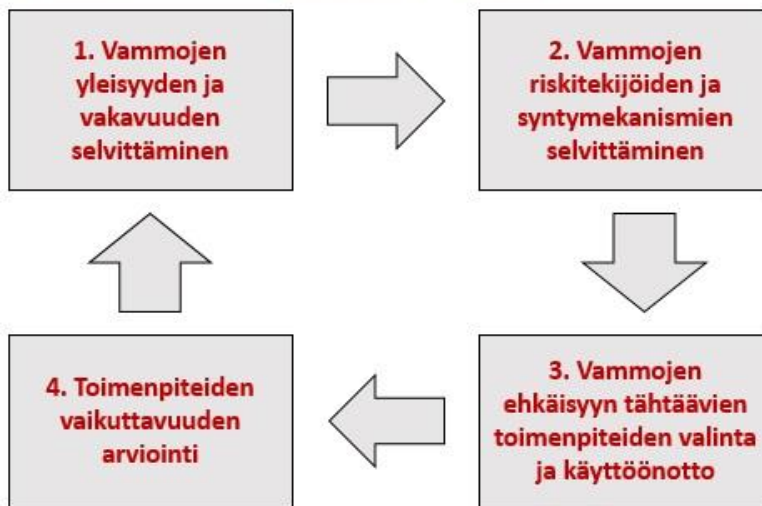 1. Vammojen
yleisyyden ja
vakavuuden
selvittäminen
2. Vammojen
riskitekijöiden ja
syntymekanismien
selvittäminen
3. Vammojen
ehkäisyyn tähtäävien
toimenpiteiden valinta
ja käyttöönotto
4. Toimenpiteiden
vaikuttavuuden
arviointi